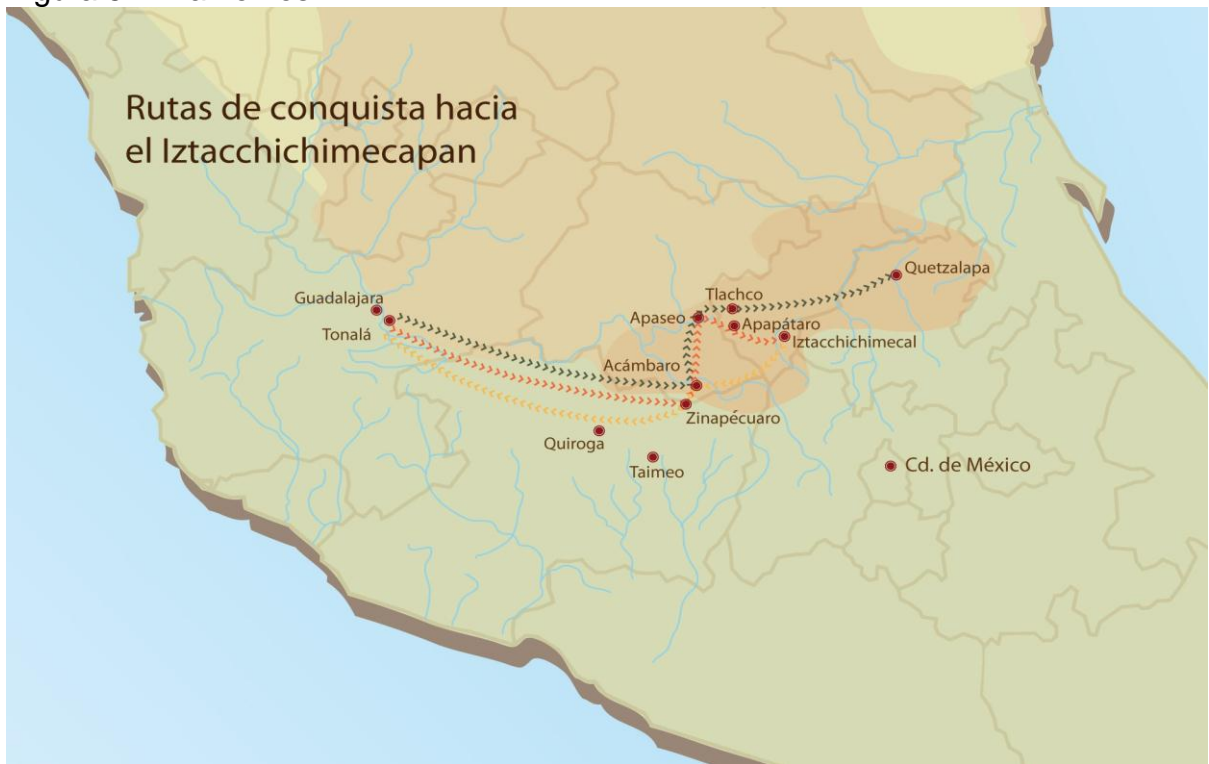 Rutas de conquista hacia
el Iztacchichimecapan
Quetzalapa
Guadalajara
Tlachco
Tonalá
Apaseo
Apapátaro
Iztacchichimecal
Acámbaro
Zinapécuaro
Quiroga
Taimeo
Cd. de México